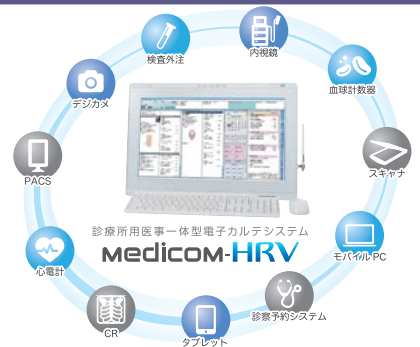 内視鏡
検査外注
血球計数器
デジカメ
スキャナ
PACS
診療所用医事一体型電子カルテシステム
Medicom-HRV
心電計
モバイルPC
CR
診察予約システム
タブレット